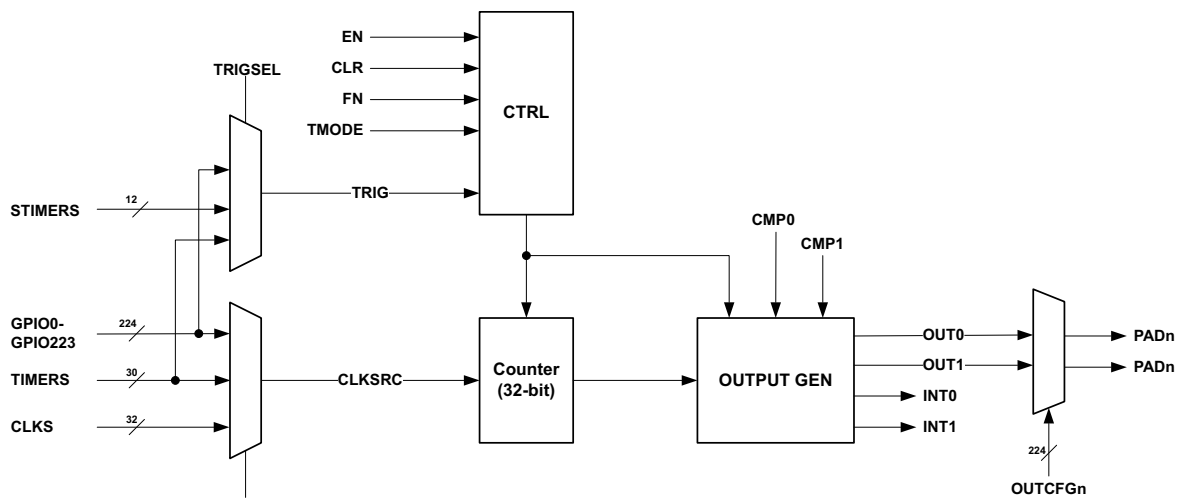 EN
CLR
FN
TMODE
CTRL
TRIGSEL
TRIG
STIMERS
12
CMP0
CMP1
GPIO0-
GPIO223
224
TIMERS
30
CLKS
32
CLKSRC
Counter
(32-bit)
OUTPUT GEN
OUT0
OUT1
INT0
INT1
PADn
PADn
224
OUTCFGn